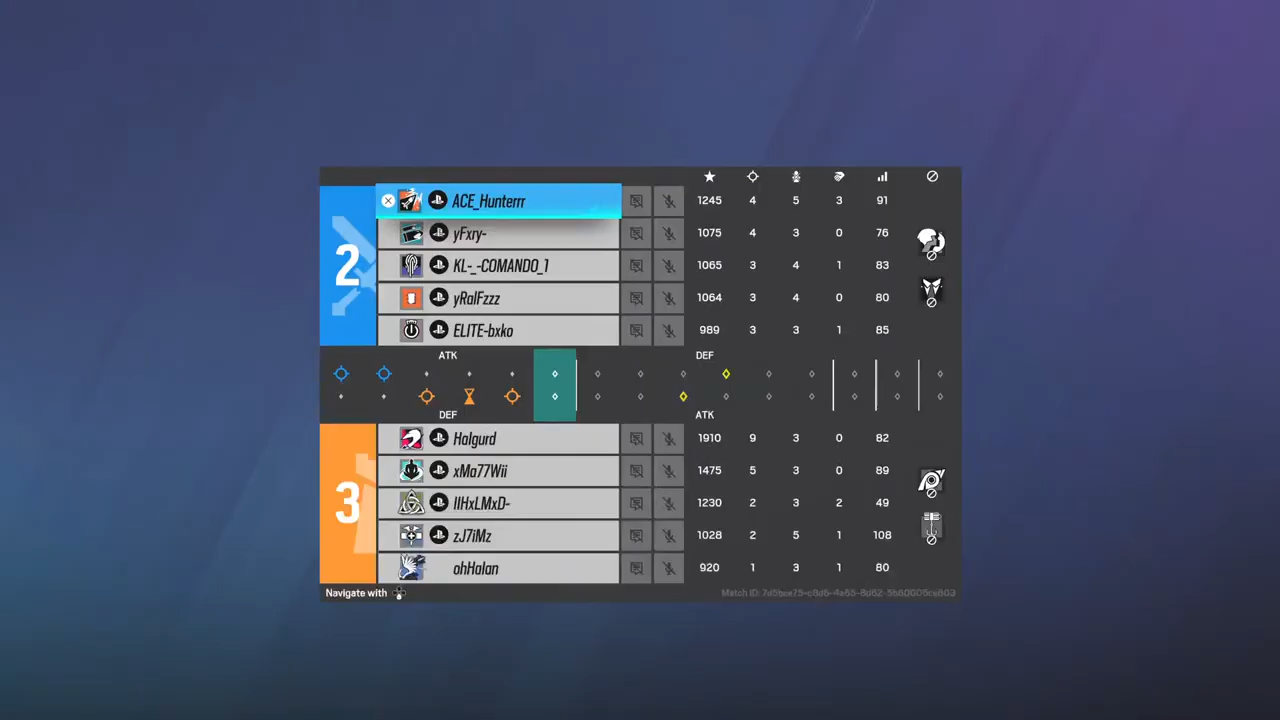 2
ACE_Hunterrr 1245 4 5 3 91
yFxry- 1075 4 3 0 76
KL-_-COMANDO_1 1065 3 4 1 83
yRalFzzz 1064 3 4 0 80
ELITE-bxko 989 3 3 1 85
ATK DEF
DEF ATK
3
Halgurd 1910 9 3 0 82
xMa77Wii 1475 5 3 0 89
IIHxLMxD- 1230 2 3 2 49
zJ7iMz 1028 2 5 1 108
ohHalan 920 1 3 1 80
Navigate with
Match ID: